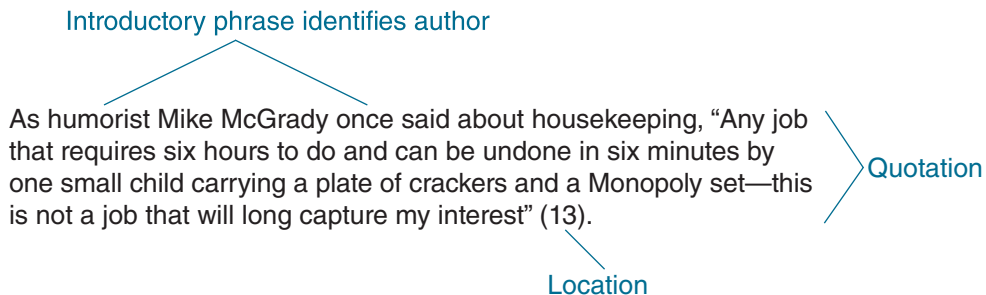 Introductory phrase identifies author
As humorist Mike McGrady once said about housekeeping, “Any job
that requires six hours to do and can be undone in six minutes by
one small child carrying a plate of crackers and a Monopoly set—this
is not a job that will long capture my interest” (13).
Quotation
Location